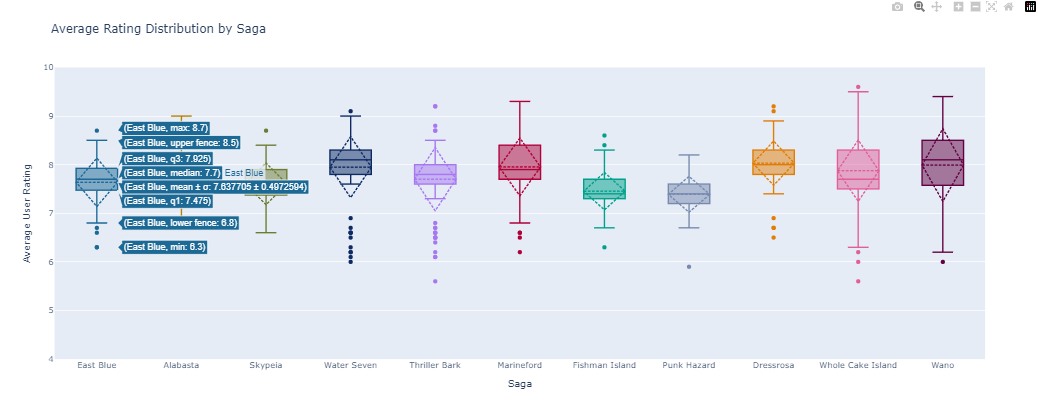 Average Rating Distribution by Saga
10
9
8
7
6
5
4
Average User Rating
(East Blue, max: 8.7)
(East Blue, upper fence: 8.5)
(East Blue, q3: 7.925)
(East Blue, median: 7.7)
East Blue
(East Blue, mean ± σ: 7.637705 ± 0.4972594)
(East Blue, q1: 7.475)
(East Blue, lower fence: 6.8)
(East Blue, min: 6.3)
East Blue
Alabasta
Skypeia
Water Seven
Thriller Bark
Marineford
Fishman Island
Punk Hazard
Dressrosa
Whole Cake Island
Wano
Saga